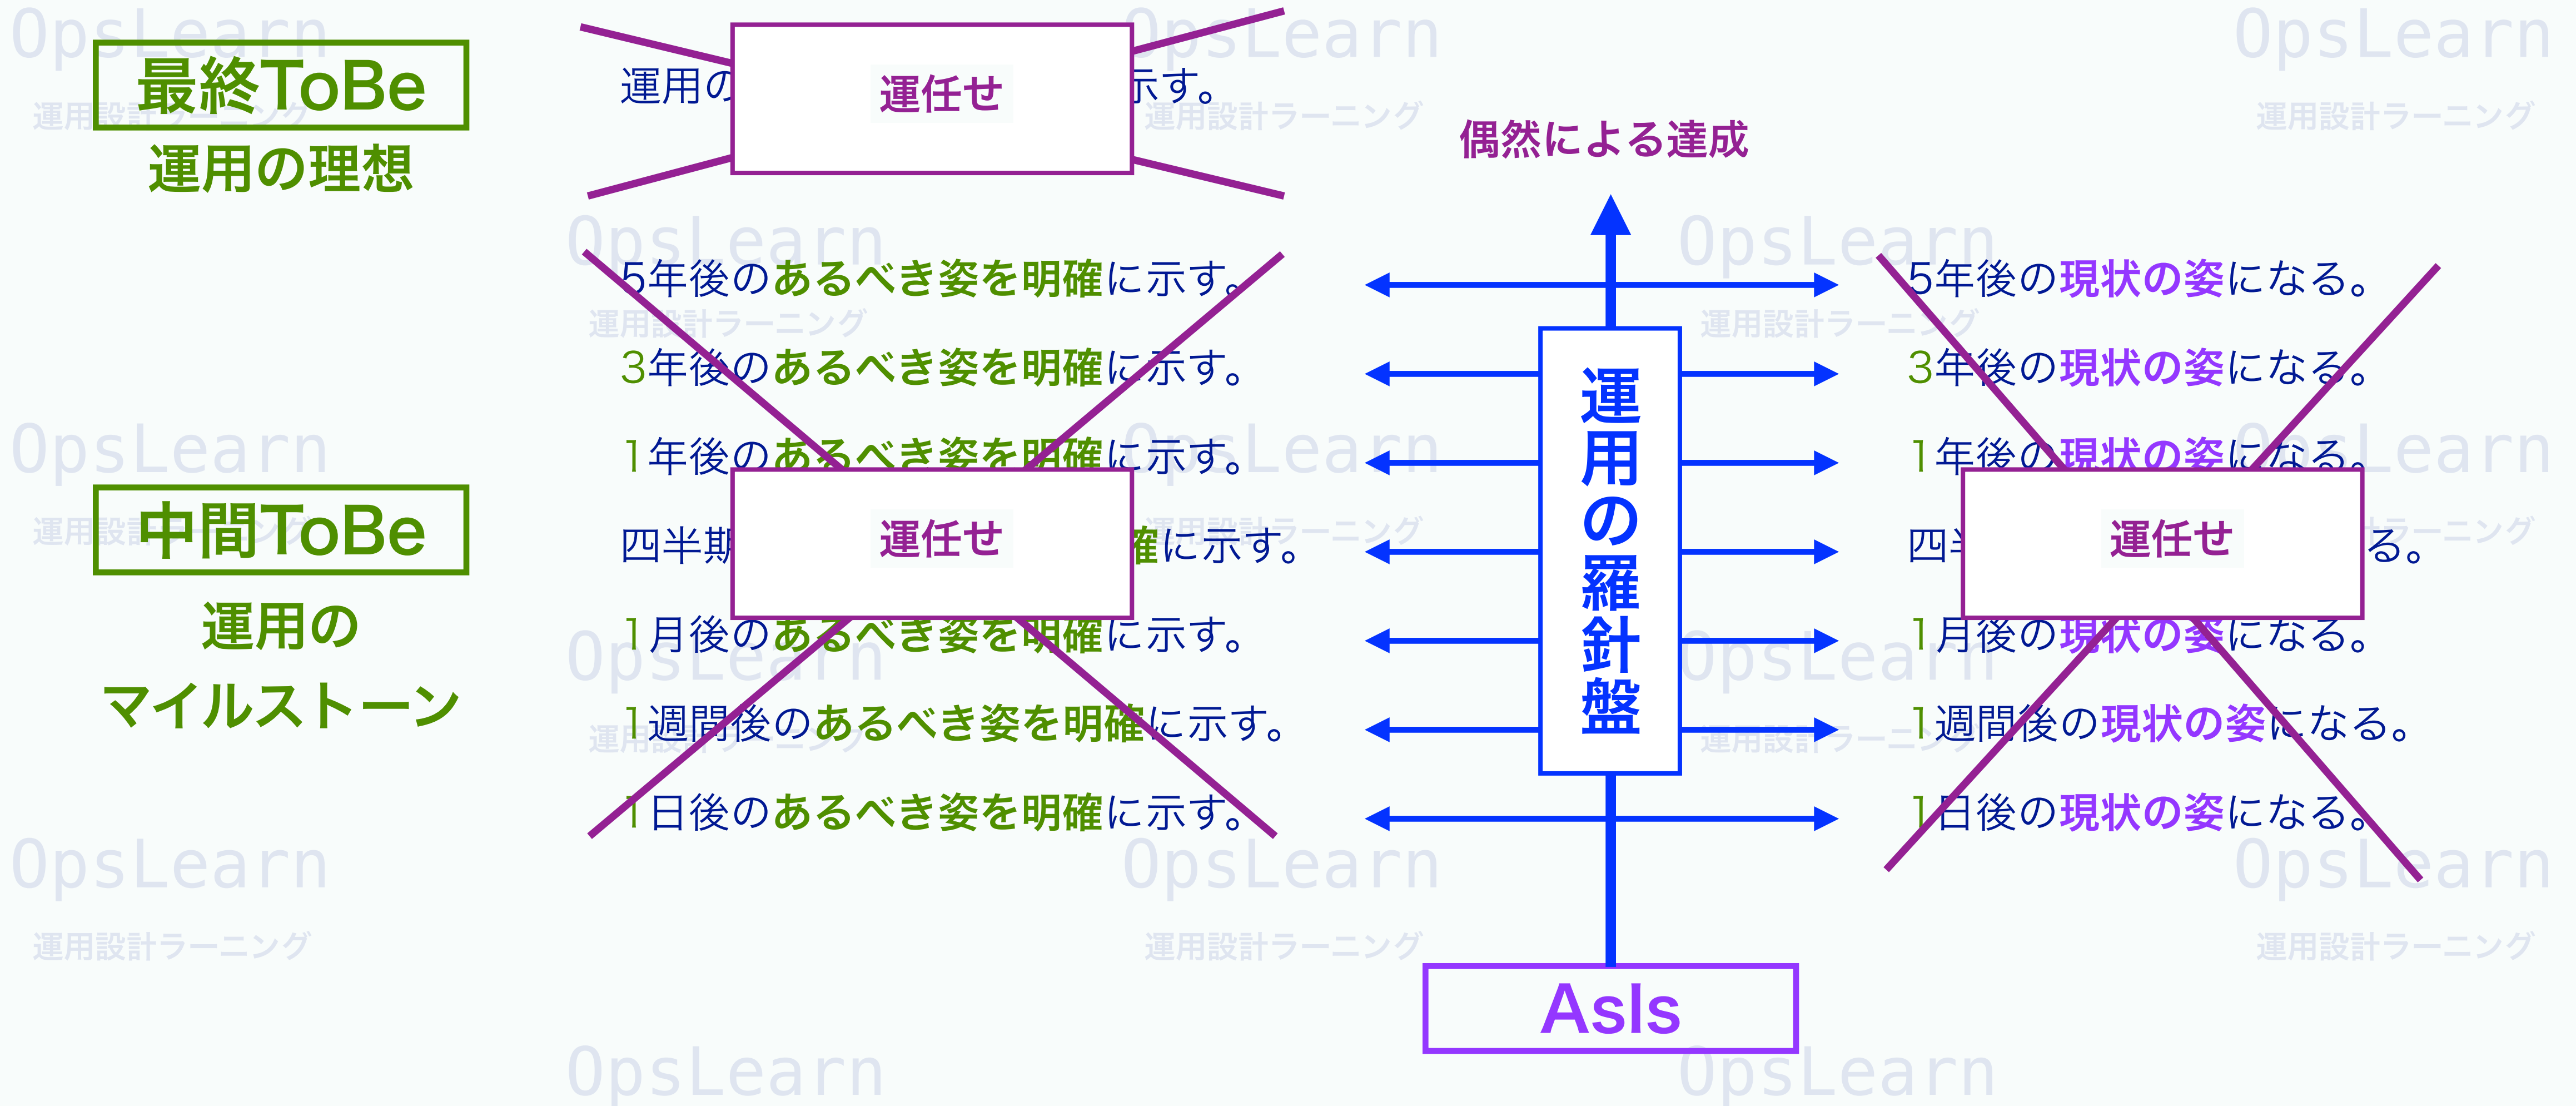 最終ToBe
運用の理想
運用の
運任せ
示す。
偶然による達成
5年後のあるべき姿を明確に示す。
3年後のあるべき姿を明確に示す。
1年後のあるべき姿を明確に示す。
四半期
運任せ
確に示す。
1月後のあるべき姿を明確に示す。
1週間後のあるべき姿を明確に示す。
1日後のあるべき姿を明確に示す。
中間ToBe
運用の
マイルストーン
運用の羅針盤
5年後の現状の姿になる。
3年後の現状の姿になる。
1年後の現状の姿になる。
四半
運任せ
る。
1月後の現状の姿になる。
1週間後の現状の姿になる。
1日後の現状の姿になる。
AsIs
OpsLearn
運用設計ラーニング